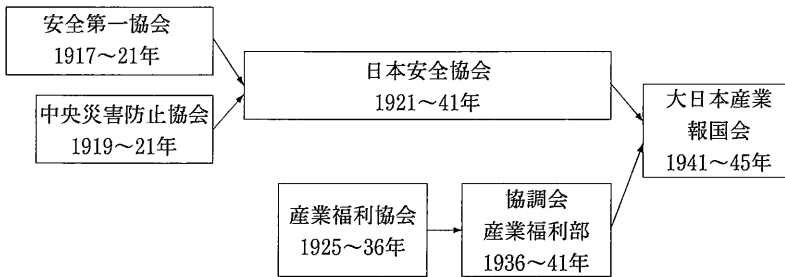 安全第一協会
1917～21年
中央災害防止協会
1919～21年
日本安全協会
1921～41年
産業福利協会
1925～36年
協調会
産業福利部
1936～41年
大日本産業
報国会
1941～45年